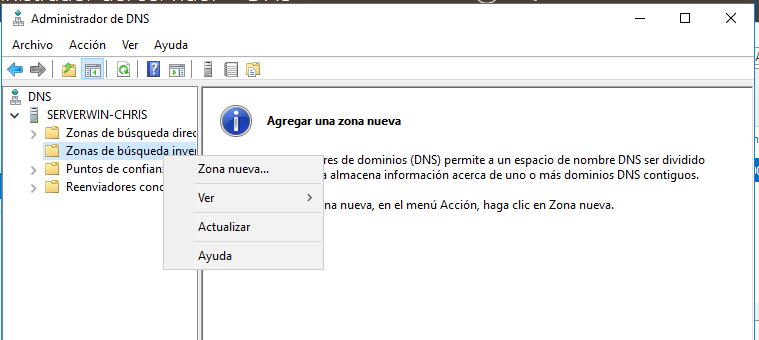 Administrador de DNS
Archivo Acción Ver Ayuda
DNS
SERVERWIN-CHRIS
Zonas de búsqueda direc
Zonas de búsqueda inver
Puntos de confian
Reenviadores cond
Zona nueva...
Ver
Actualizar
Ayuda
Agregar una zona nueva
res de dominios (DNS) permite a un espacio de nombre DNS ser dividido
a almacena información acerca de uno o más dominios DNS contiguos.
na nueva, en el menú Acción, haga clic en Zona nueva.